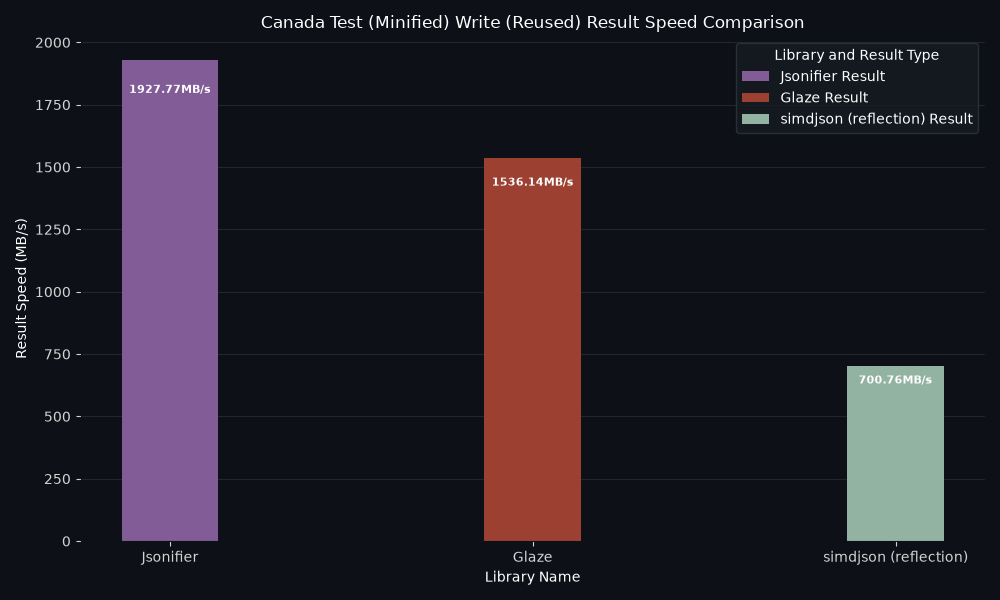 Canada Test (Minified) Write (Reused) Result Speed Comparison
Library and Result Type
Jsonifier Result
Glaze Result
simdjson (reflection) Result
Result Speed (MB/s)
2000
1750
1500
1250
1000
750
500
250
0
1927.77MB/s
1536.14MB/s
700.76MB/s
Jsonifier
Glaze
simdjson (reflection)
Library Name